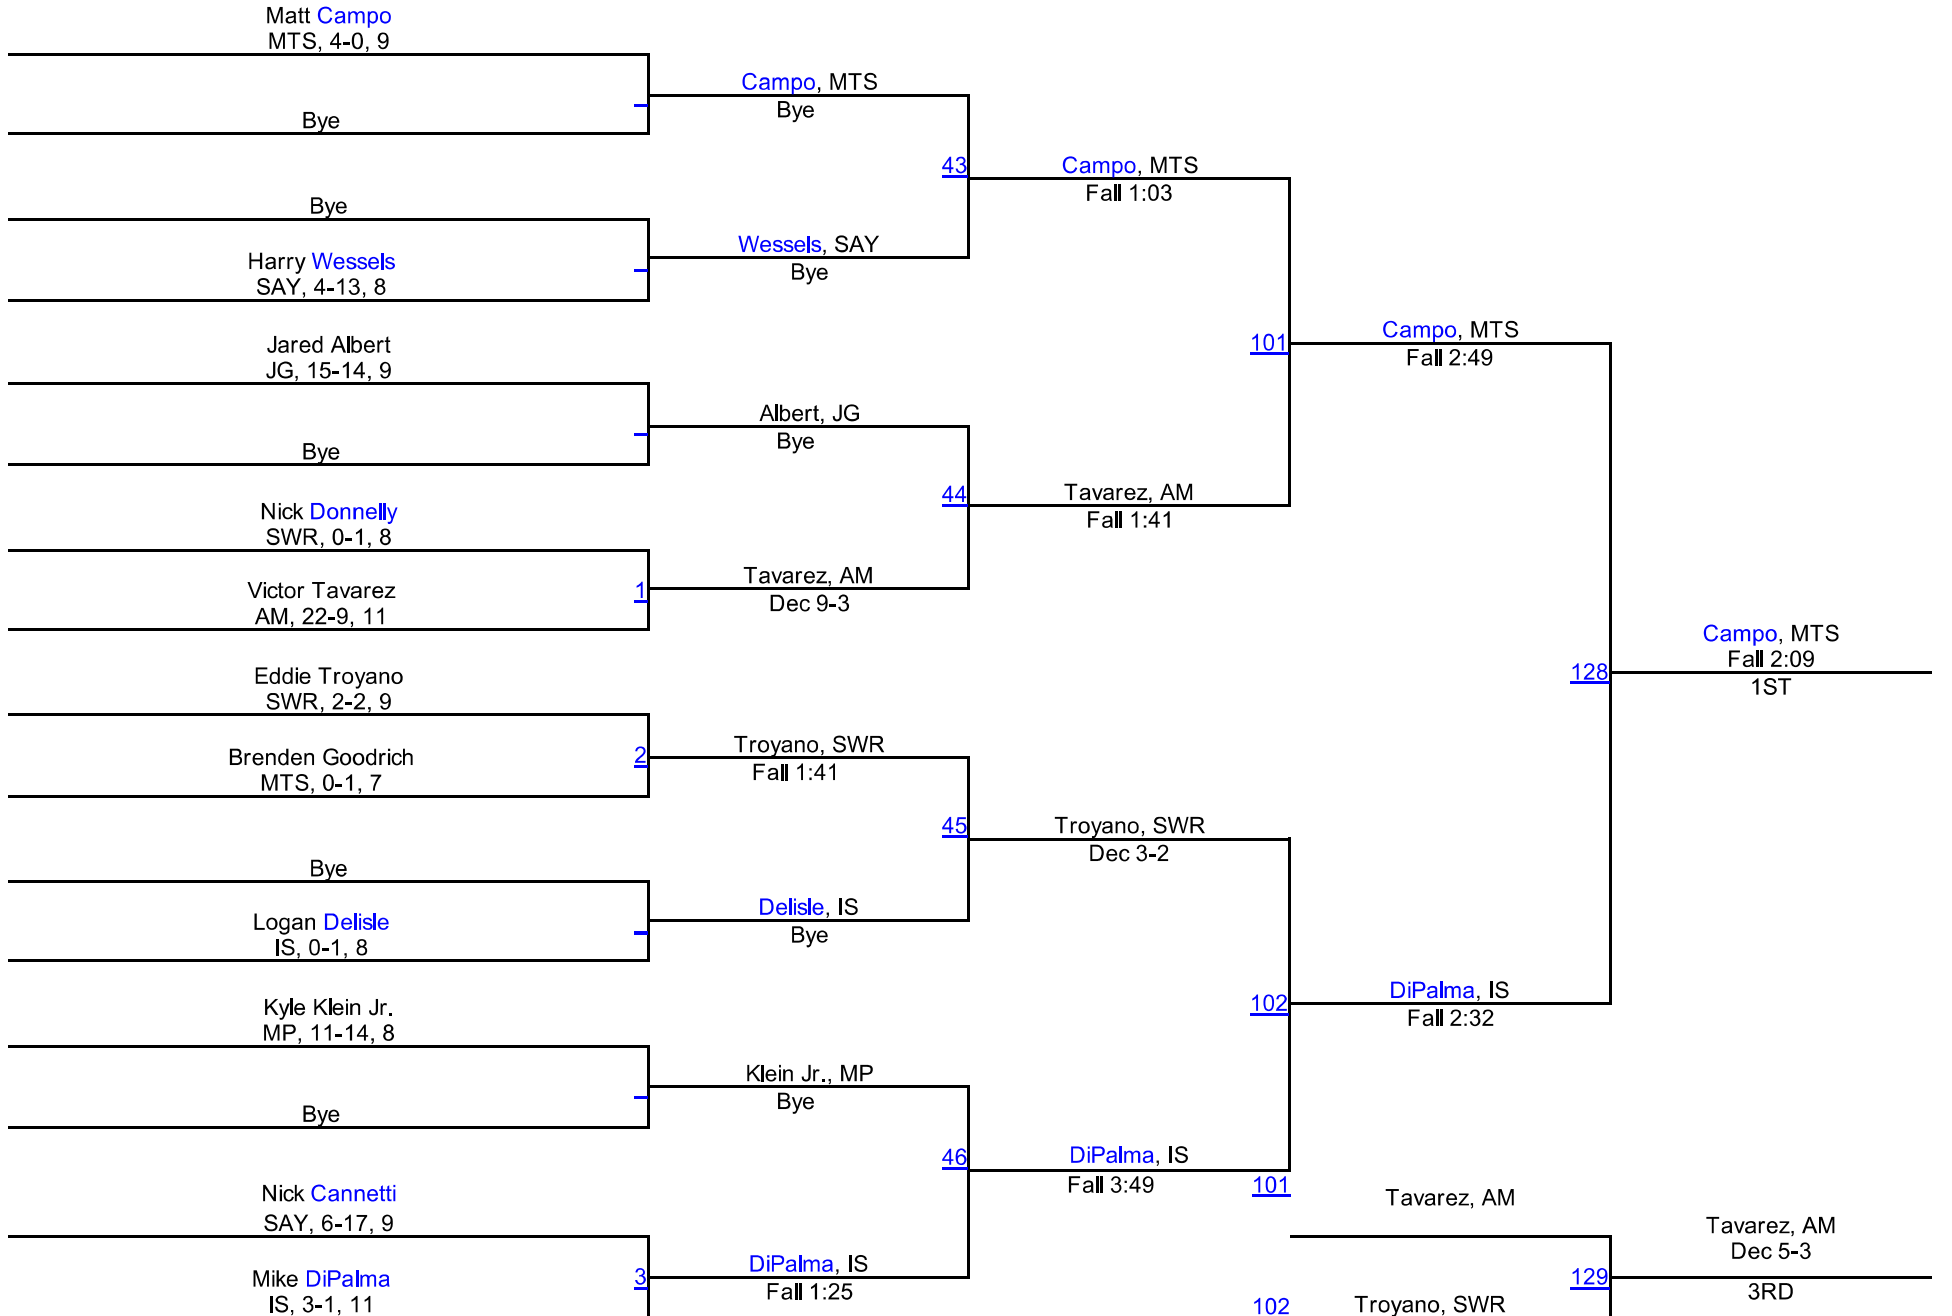 Matt Campo
MTS, 4-0, 9
Bye
Bye
Harry Wessels
SAY, 4-13, 8
Jared Albert
JG, 15-14, 9
Bye
Nick Donnelly
SWR, 0-1, 8
Victor Tavarez
AM, 22-9, 11
1
Eddie Troyano
SWR, 2-2, 9
Brenden Goodrich
MTS, 0-1, 7
2
Bye
Logan Delisle
IS, 0-1, 8
Kyle Klein Jr.
MP, 11-14, 8
Bye
Nick Cannetti
SAY, 6-17, 9
Mike DiPalma
IS, 3-1, 11
3
Campo, MTS
Bye
43
Wessels, SAY
Bye
Albert, JG
Bye
44
Tavarez, AM
Dec 9-3
Troyano, SWR
Fall 1:41
45
Delisle, IS
Bye
Klein Jr., MP
Bye
46
DiPalma, IS
Fall 1:25
Campo, MTS
Fall 1:03
101
Tavarez, AM
Fall 1:41
Troyano, SWR
Dec 3-2
102
DiPalma, IS
Fall 3:49
Campo, MTS
Fall 2:49
128
DiPalma, IS
Fall 2:32
Campo, MTS
Fall 2:09
1ST
101
Tavarez, AM
129
102
Troyano, SWR
Tavarez, AM
Dec 5-3
3RD